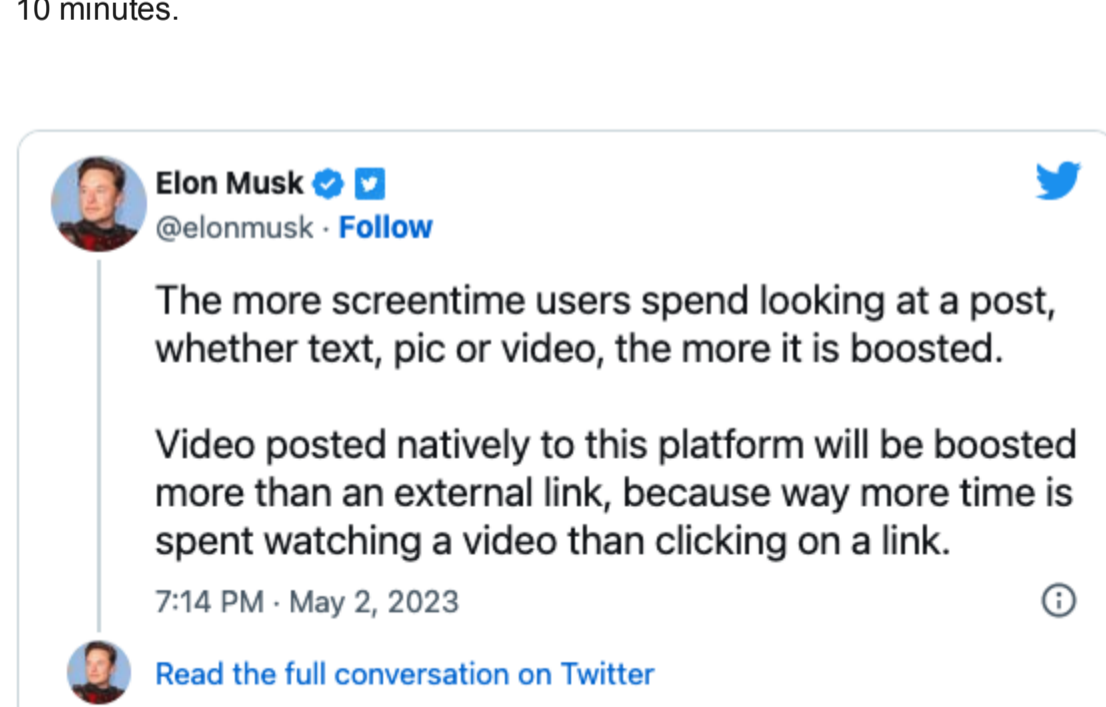 10 minutes.
Elon Musk
@elonmusk · Follow
The more screentime users spend looking at a post,
whether text, pic or video, the more it is boosted.
Video posted natively to this platform will be boosted
more than an external link, because way more time is
spent watching a video than clicking on a link.
7:14 PM · May 2, 2023
Read the full conversation on Twitter